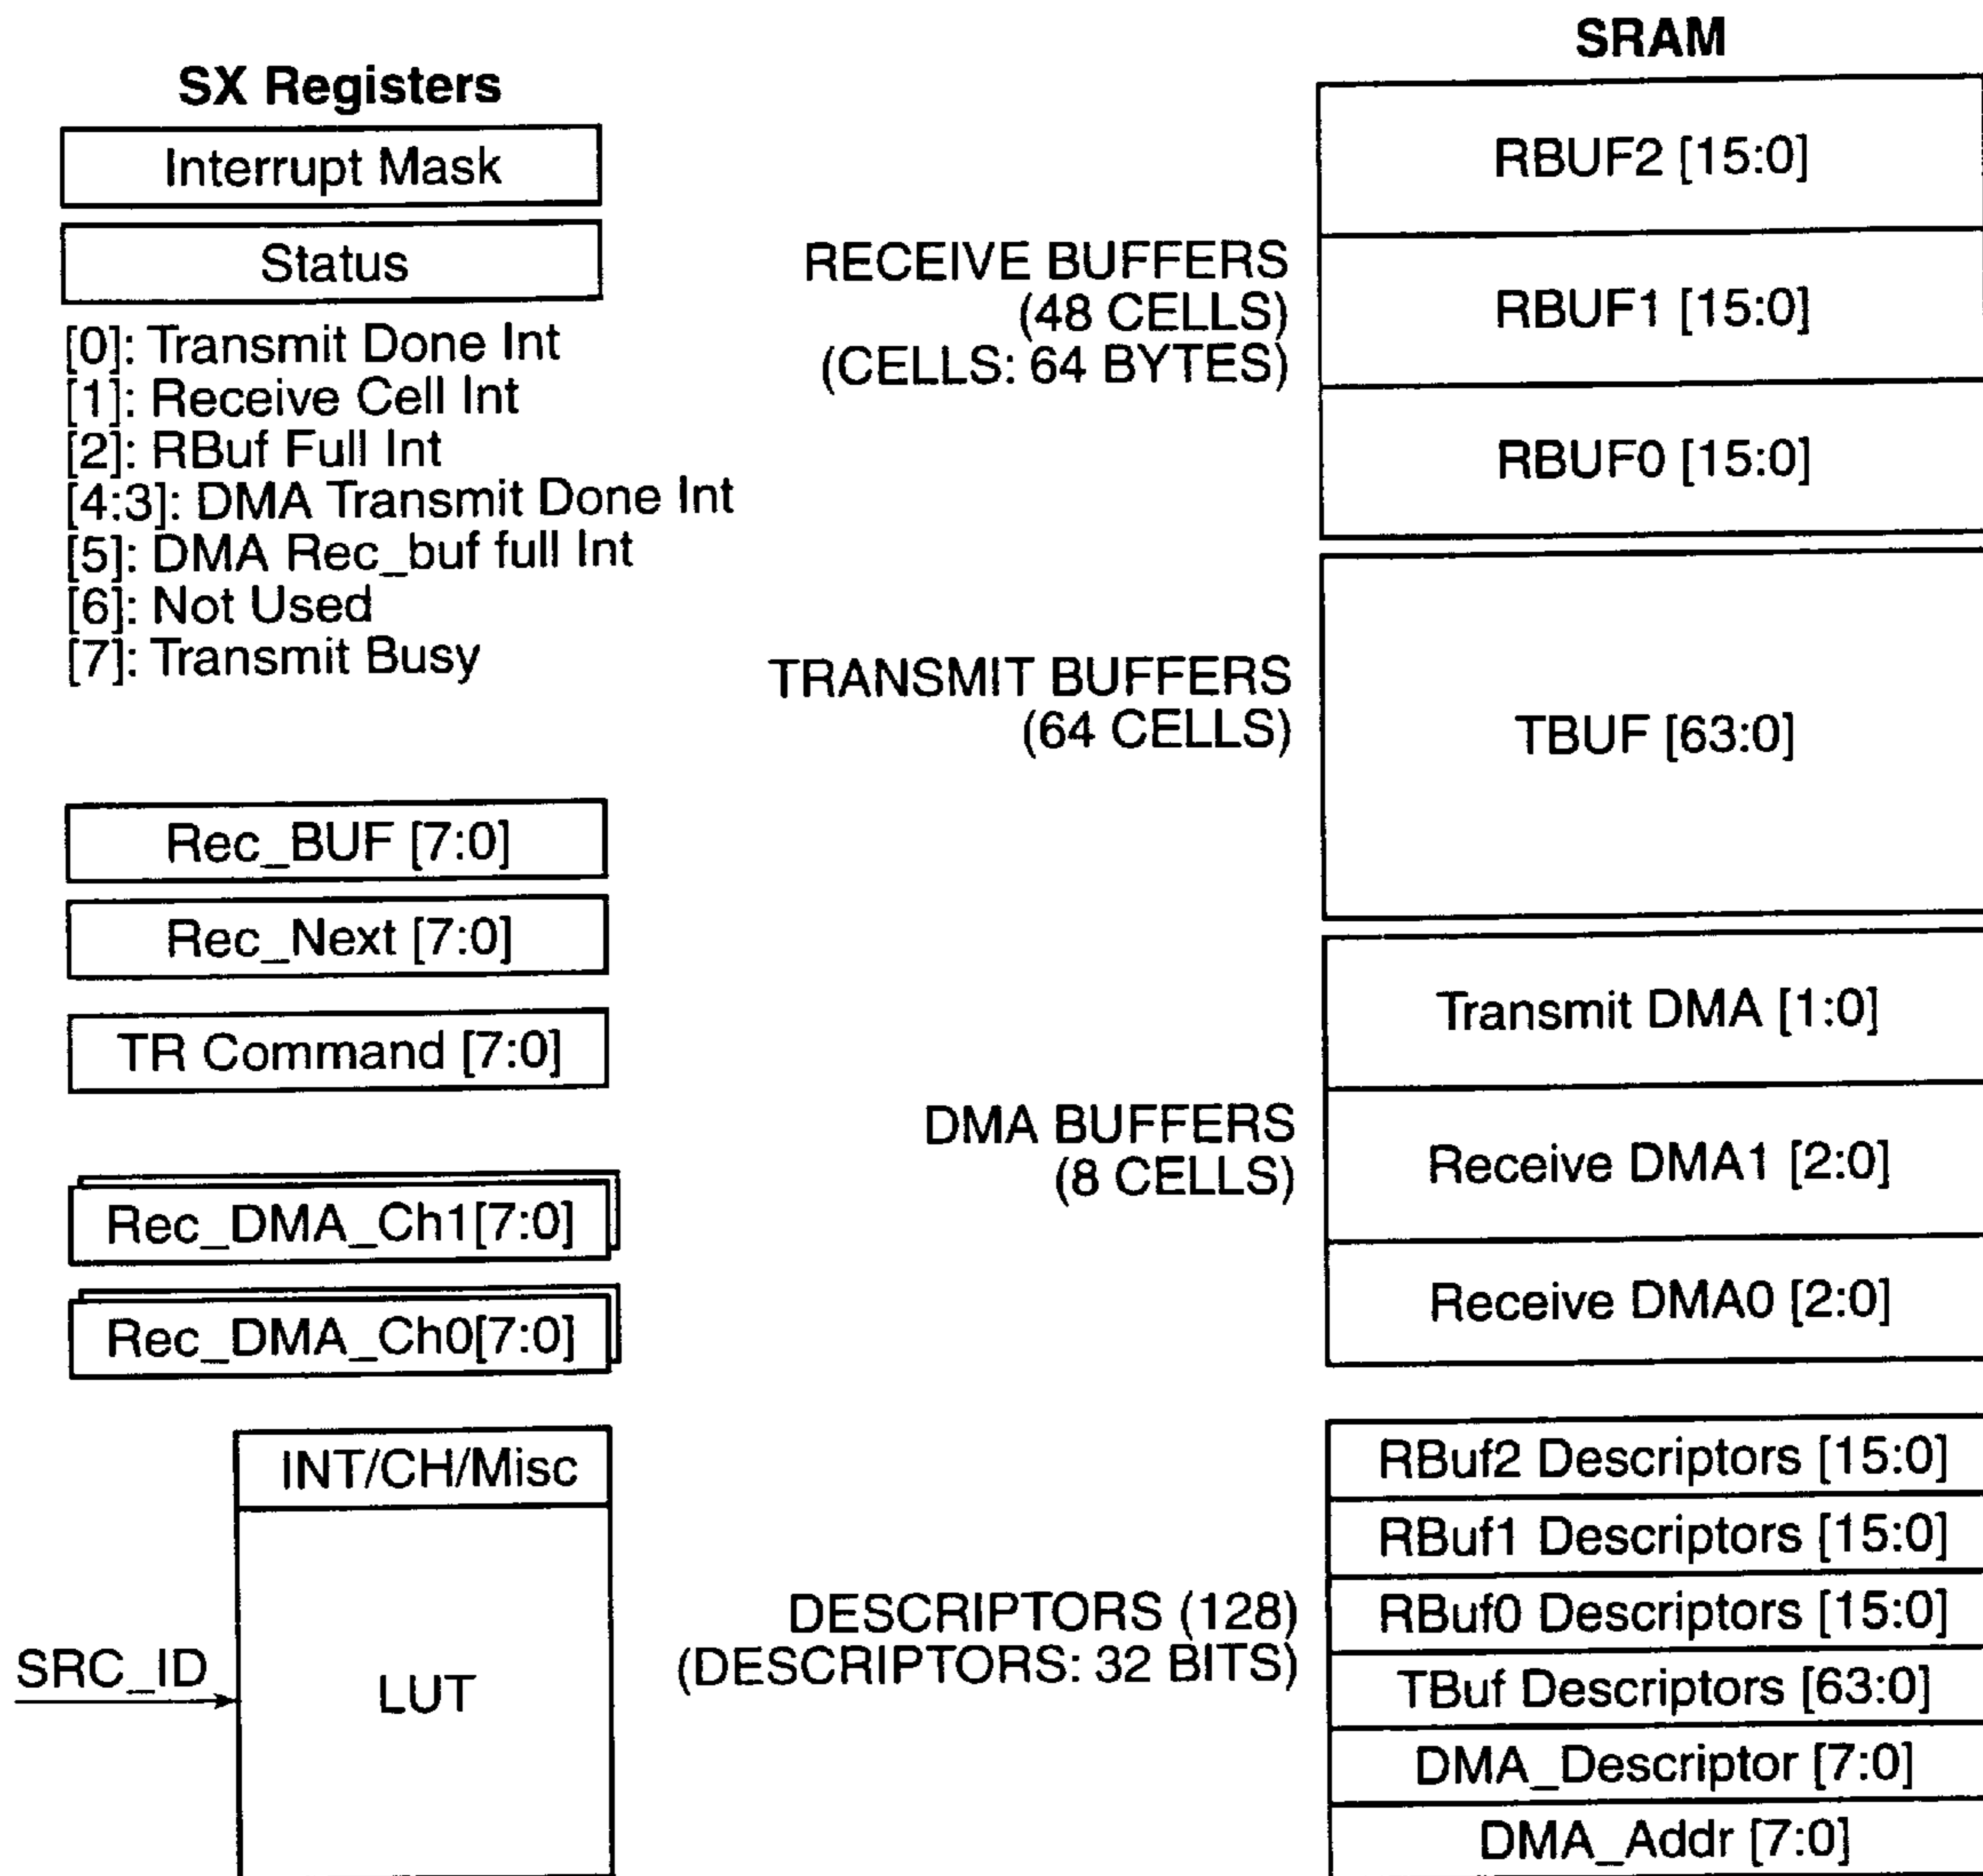 SX Registers
Interrupt Mask
Status
[0]: Transmit Done Int
[1]: Receive Cell Int
[2]: RBuf Full Int
[4:3]: DMA Transmit Done Int
[5]: DMA Rec_buf full Int
[6]: Not Used
[7]: Transmit Busy
Rec_BUF [7:0]
Rec_Next [7:0]
TR Command [7:0]
Rec_DMA_Ch1[7:0]
Rec_DMA_Ch0[7:0]
INT/CH/Misc
SRC_ID
LUT
SRAM
RECEIVE BUFFERS
(48 CELLS)
(CELLS: 64 BYTES)
RBUF2 [15:0]
RBUF1 [15:0]
RBUF0 [15:0]
TRANSMIT BUFFERS
(64 CELLS)
TBUF [63:0]
DMA BUFFERS
(8 CELLS)
Transmit DMA [1:0]
Receive DMA1 [2:0]
Receive DMA0 [2:0]
DESCRIPTORS (128)
(DESCRIPTORS: 32 BITS)
RBuf2 Descriptors [15:0]
RBuf1 Descriptors [15:0]
RBuf0 Descriptors [15:0]
TBuf Descriptors [63:0]
DMA_Descriptor [7:0]
DMA_Addr [7:0]